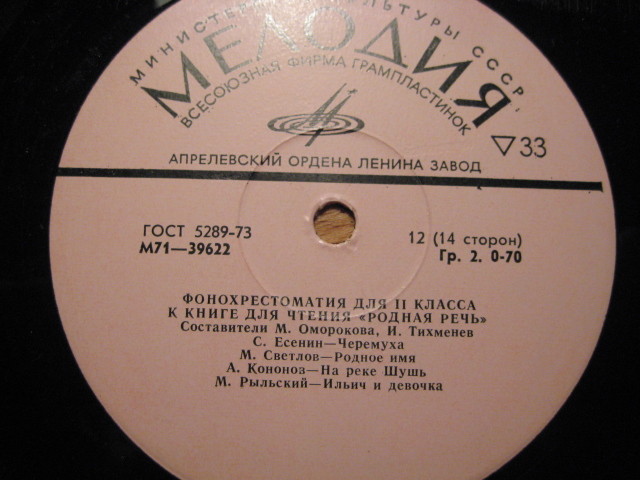 МИНИСТЕРСТВО КУЛЬТУРЫ СССР,
МЕЛОДИЯ
ВСЕСОЮЗНАЯ ФИРМА ГРАМПЛАСТИНОК
▽33
АПРЕЛЕВСКИЙ ОРДЕНА ЛЕНИНА ЗАВОД
ГОСТ 5289-73
М71—39622
12 (14 сторон)
Гр. 2. 0-70
ФОНОХРЕСТОМАТИЯ ДЛЯ II КЛАССА
К КНИГЕ ДЛЯ ЧТЕНИЯ «РОДНАЯ РЕЧЬ»
Составители М. Оморокова, И. Тихменев
С. Есенин—Черемуха
М. Светлов—Родное имя
А. Кононоз—На реке Шушь
М. Рыльский—Ильич и девочка